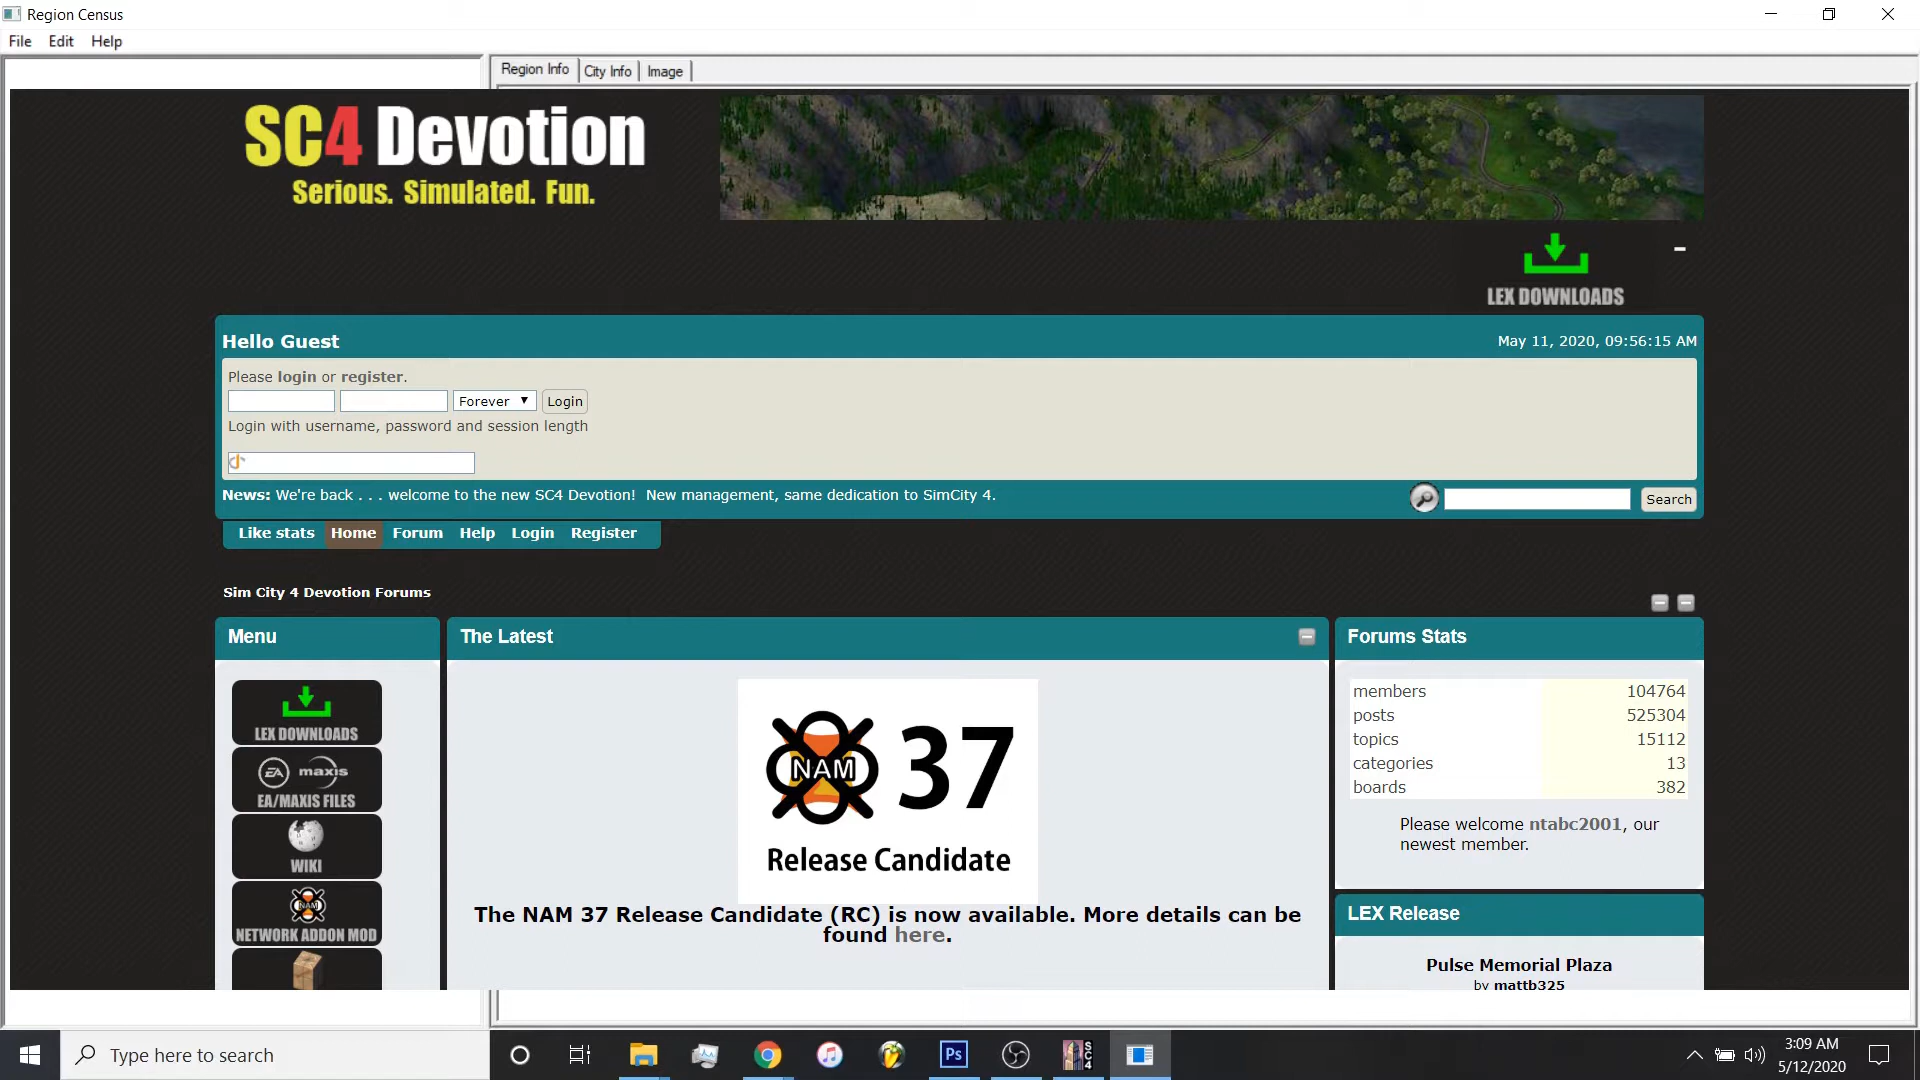 Region Census
File Edit Help
Region Info City Info Image
SC4 Devotion
Serious. Simulated. Fun.
LEX DOWNLOADS
Hello Guest
May 11, 2020, 09:56:15 AM
Please login or register.
Forever Login
Login with username, password and session length
News: We're back . . . welcome to the new SC4 Devotion! New management, same dedication to SimCity 4.
Search
Like stats Home Forum Help Login Register
Sim City 4 Devotion Forums
Menu
LEX DOWNLOADS
EA maxis
EA/MAXIS FILES
WIKI
NAM
NETWORK ADDON MOD
The Latest
NAM 37
Release Candidate
The NAM 37 Release Candidate (RC) is now available. More details can be
found here.
Forums Stats
members 104764
posts 525304
topics 15112
categories 13
boards 382
Please welcome ntabc2001, our
newest member.
LEX Release
Pulse Memorial Plaza
by mattb325
Type here to search
Ps
SC4
3:09 AM
5/12/2020